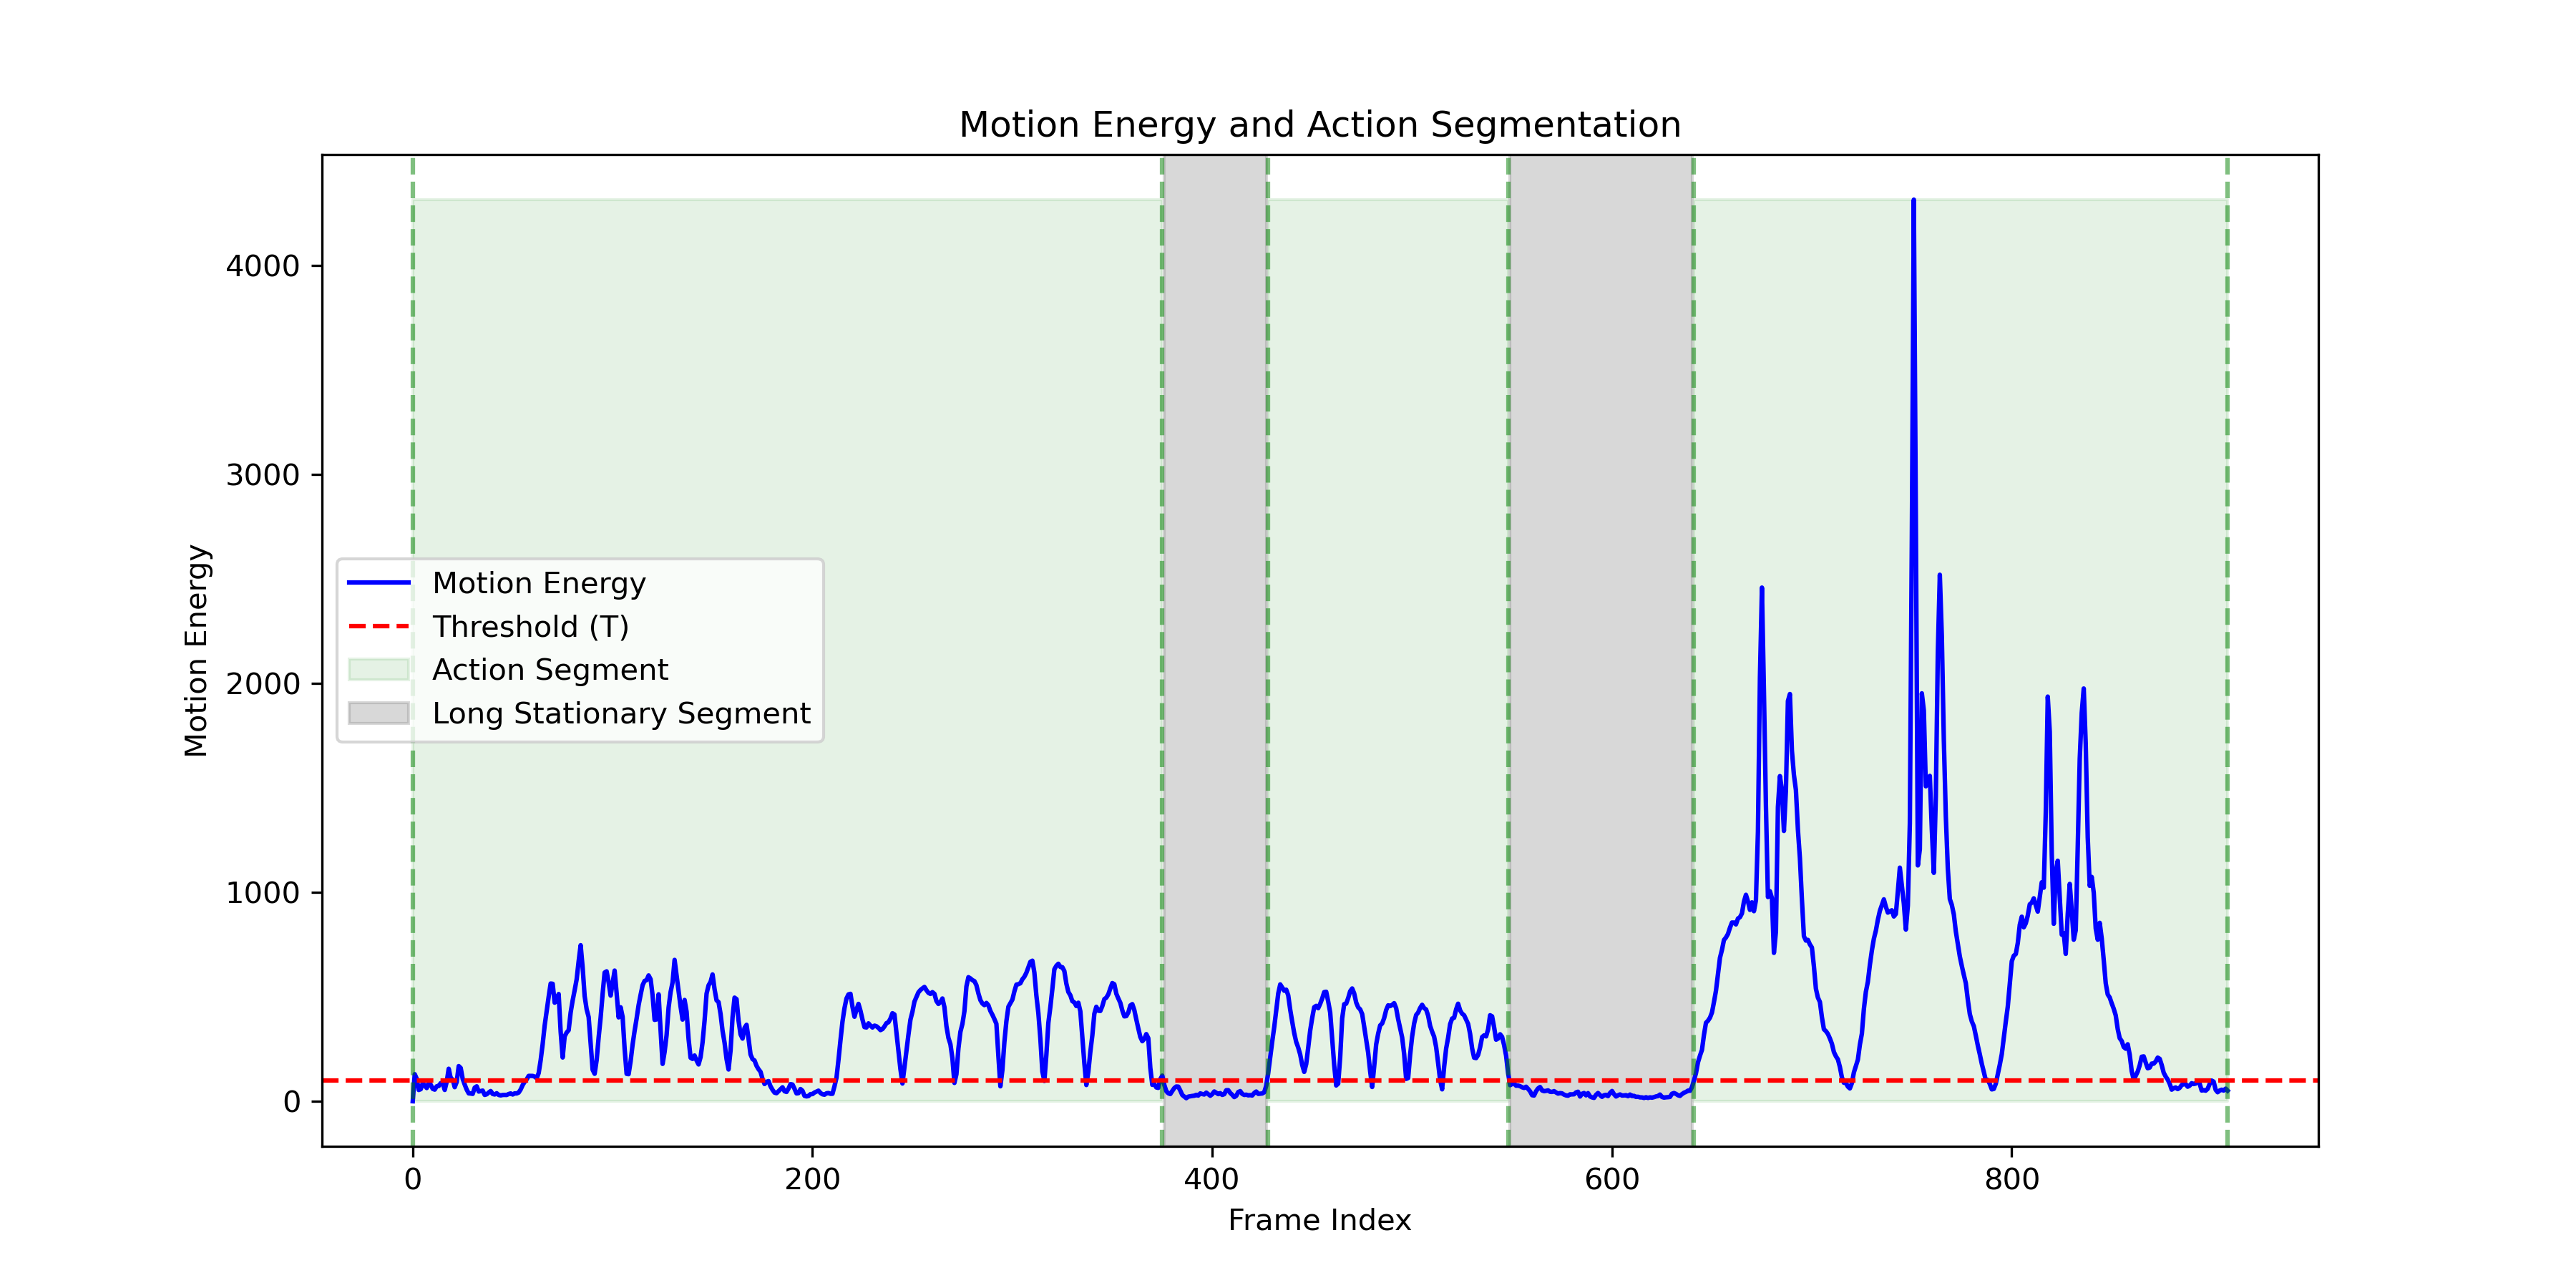 Motion Energy and Action Segmentation
4000
3000
2000
1000
0
Motion Energy
Motion Energy
Threshold (T)
Action Segment
Long Stationary Segment
0
200
400
600
800
Frame Index